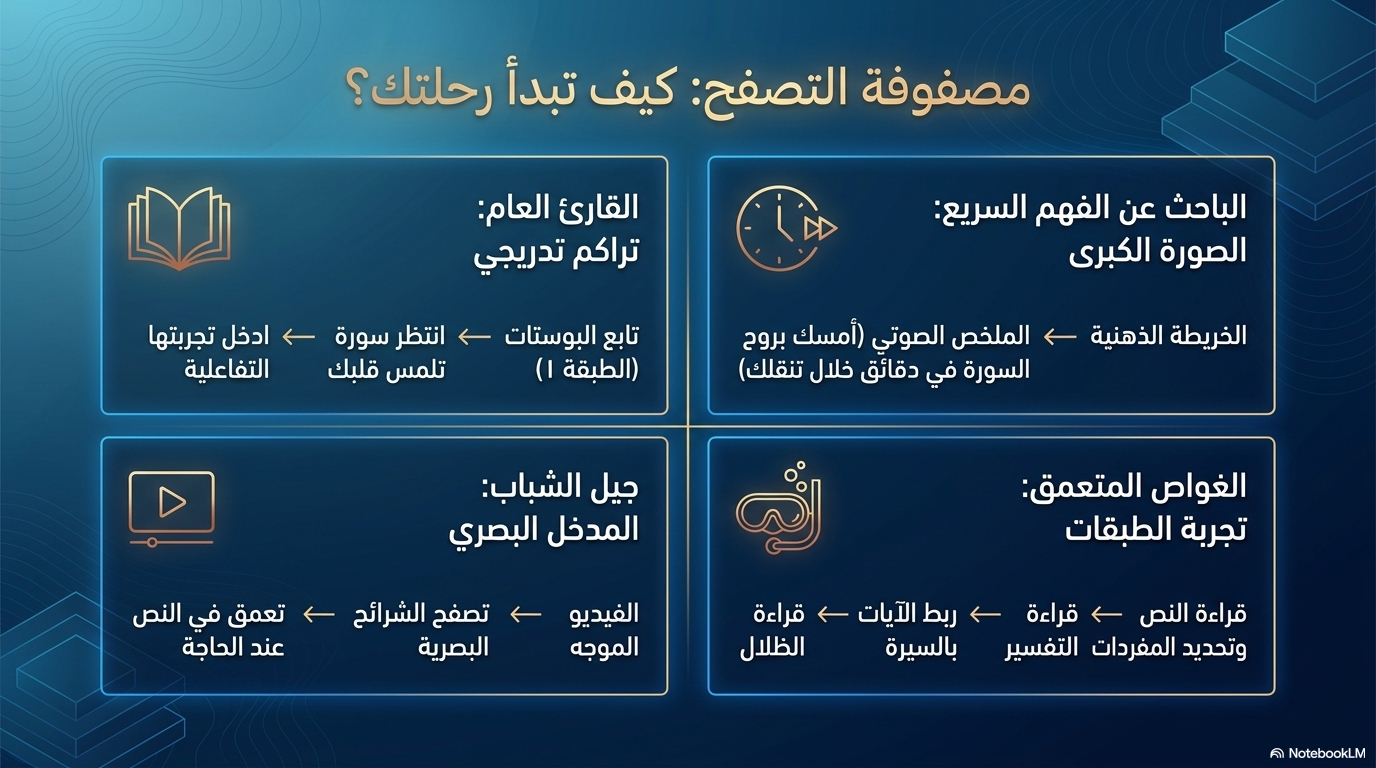 مصفوفة التصفح: كيف تبدأ رحلتك؟
الباحث عن الفهم السريع:
الصورة الكبرى
الخريطة الذهنية ← الملخص الصوتي (أمسك بروح
السورة في دقائق خلال تنقلك)
القارئ العام:
تراكم تدريجي
تابع البوستات ← انتظر سورة ← ادخل تجربتها
(الطبقة ١) تلمس قلبك التفاعلية
الغواص المتعمق:
تجربة الطبقات
قراءة النص ← قراءة ← ربط الآيات ← قراءة
وتحديد المفردات التفسير بالسيرة الظلال
جيل الشباب:
المدخل البصري
الفيديو ← تصفح الشرائح ← تعمق في النص
الموجه البصرية عند الحاجة
NotebookLM